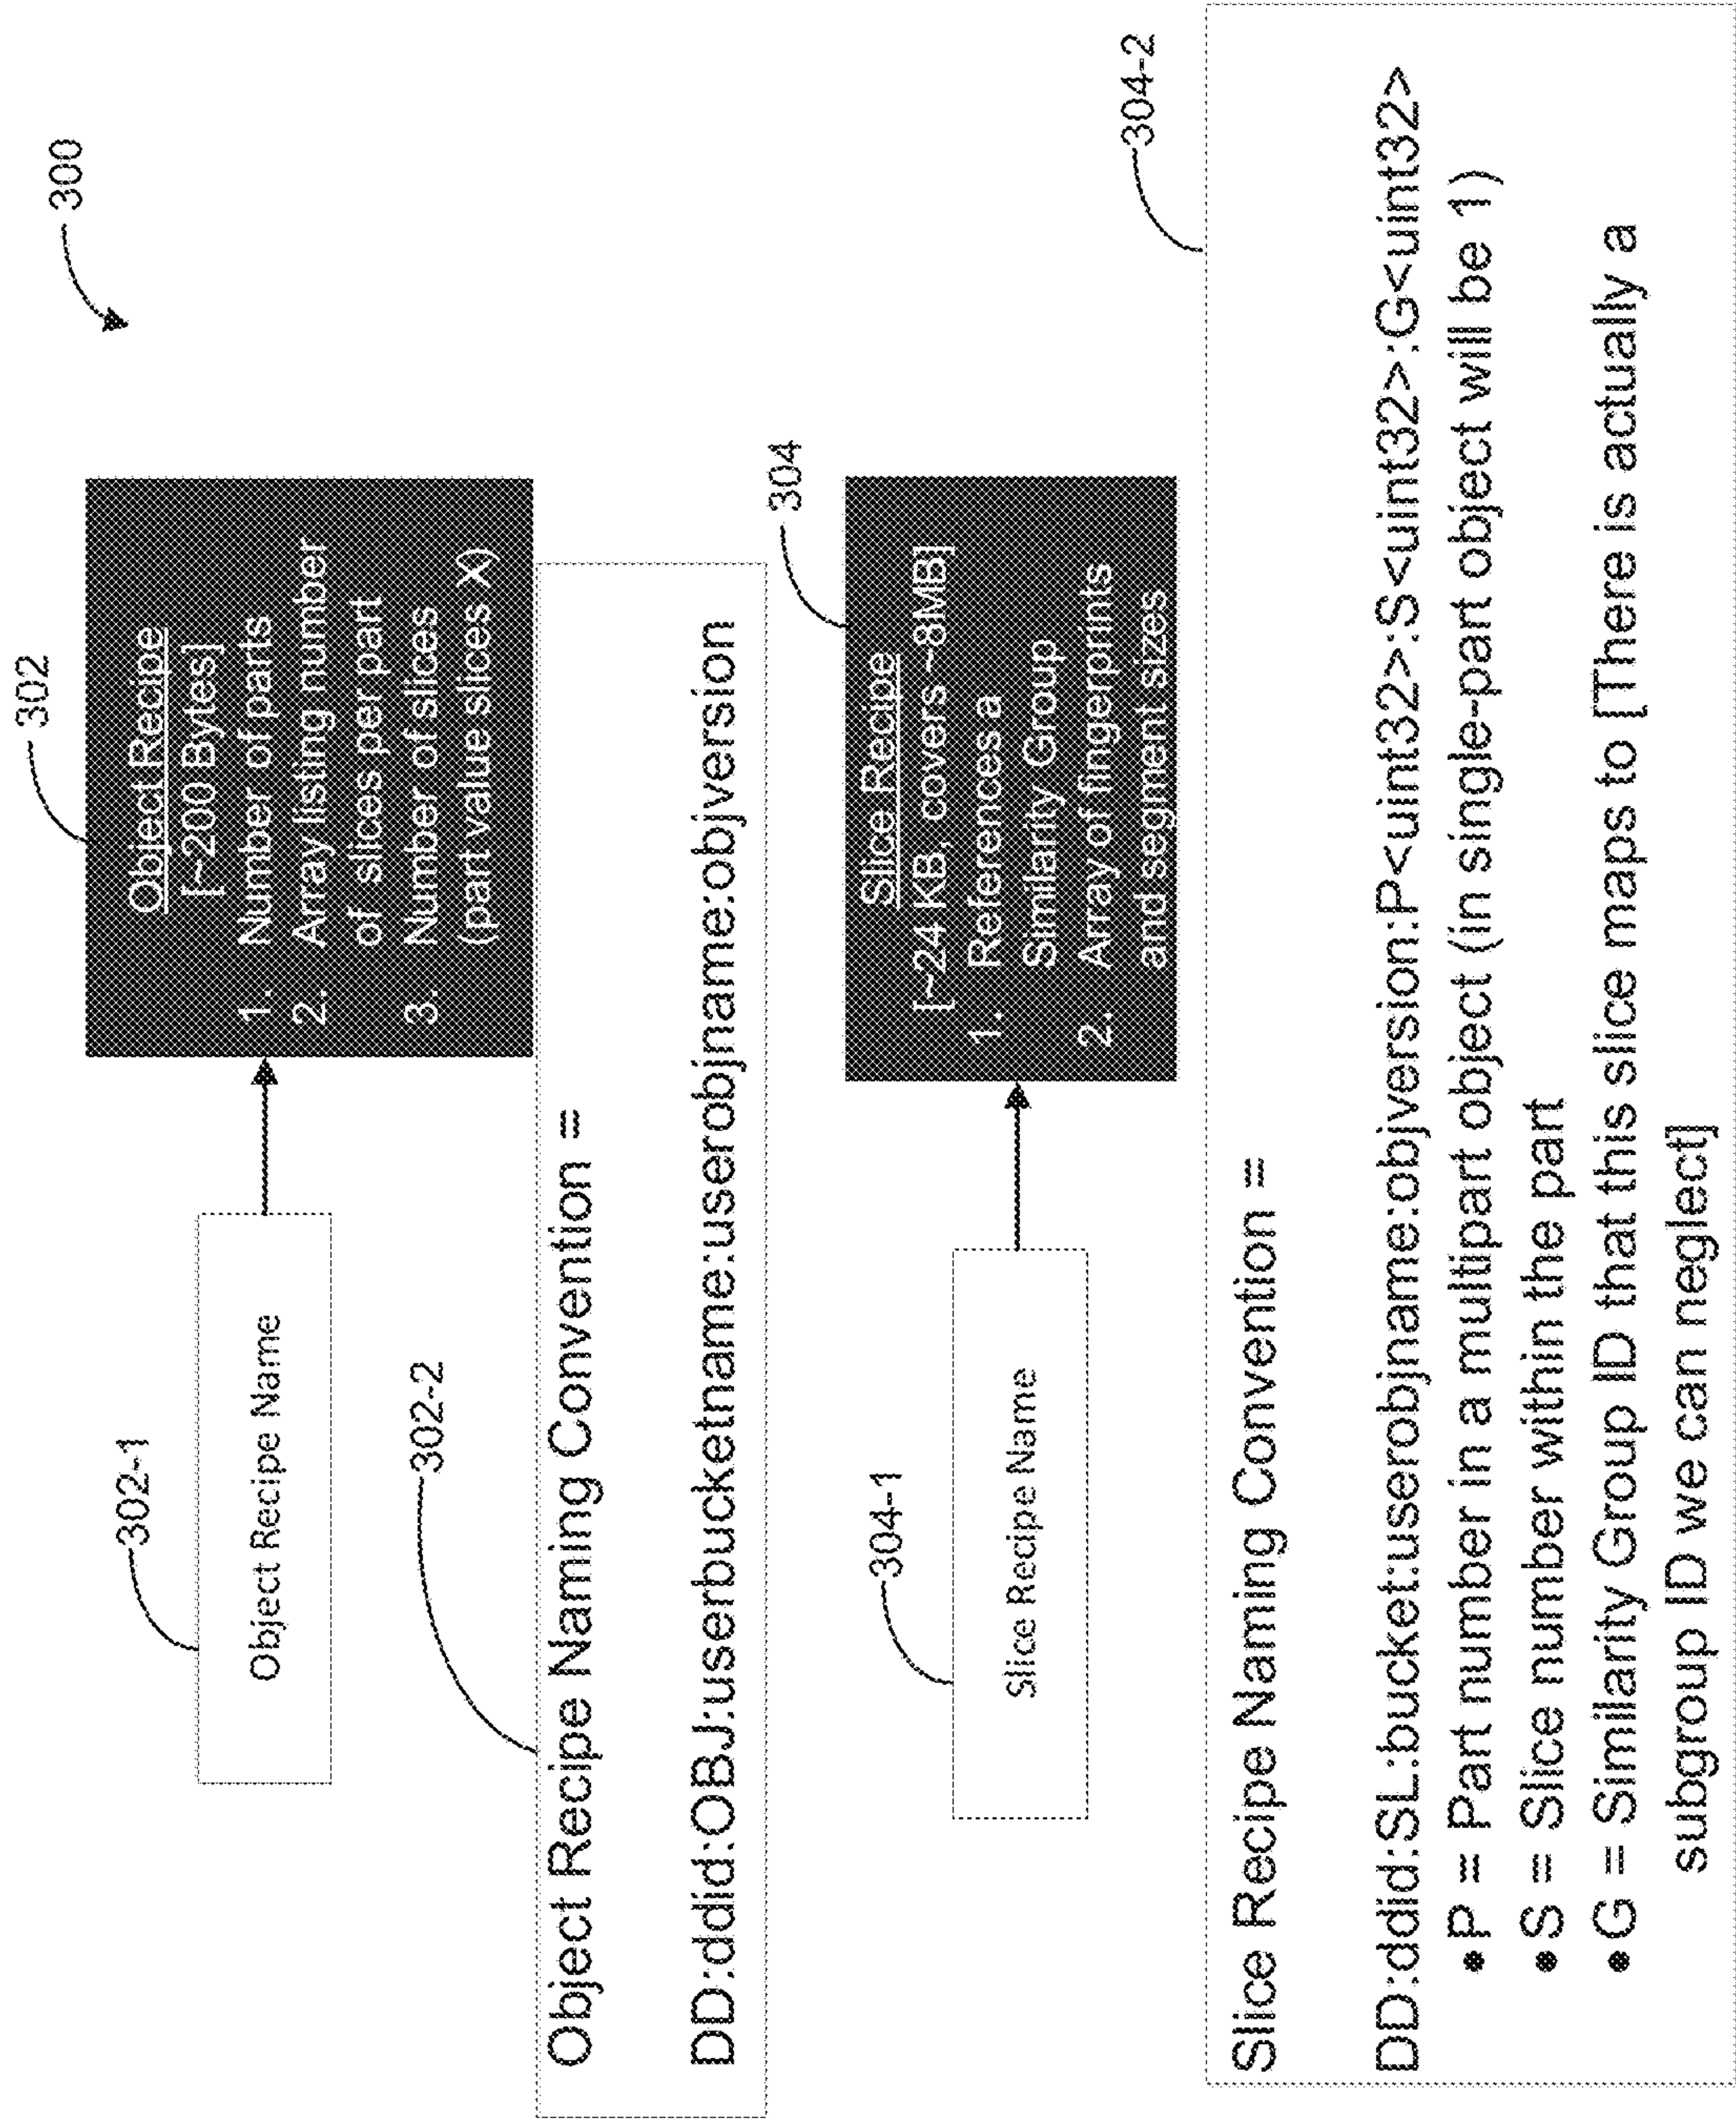 300
302
302-1
Object Recipe Name
Object Recipe
[~200 Bytes]
1. Number of parts
2. Array listing number
of slices per part
3. Number of slices
(part value slices X)
302-2
Object Recipe Naming Convention =
DD:ddid:OBJ:userbucketname:userobjname:objversion
304
304-1
Slice Recipe Name
Slice Recipe
[~24 KB, covers ~8MB]
1. References a
Similarity Group
2. Array of fingerprints
and segment sizes
304-2
Slice Recipe Naming Convention =
DD:ddid:SL:bucket:userobjname:objversion:P<uint32>:S<uint32>:G<uint32>
• P = Part number in a multipart object (in single-part object will be 1)
• S = Slice number within the part
• G = Similarity Group ID that this slice maps to [There is actually a
subgroup ID we can neglect]